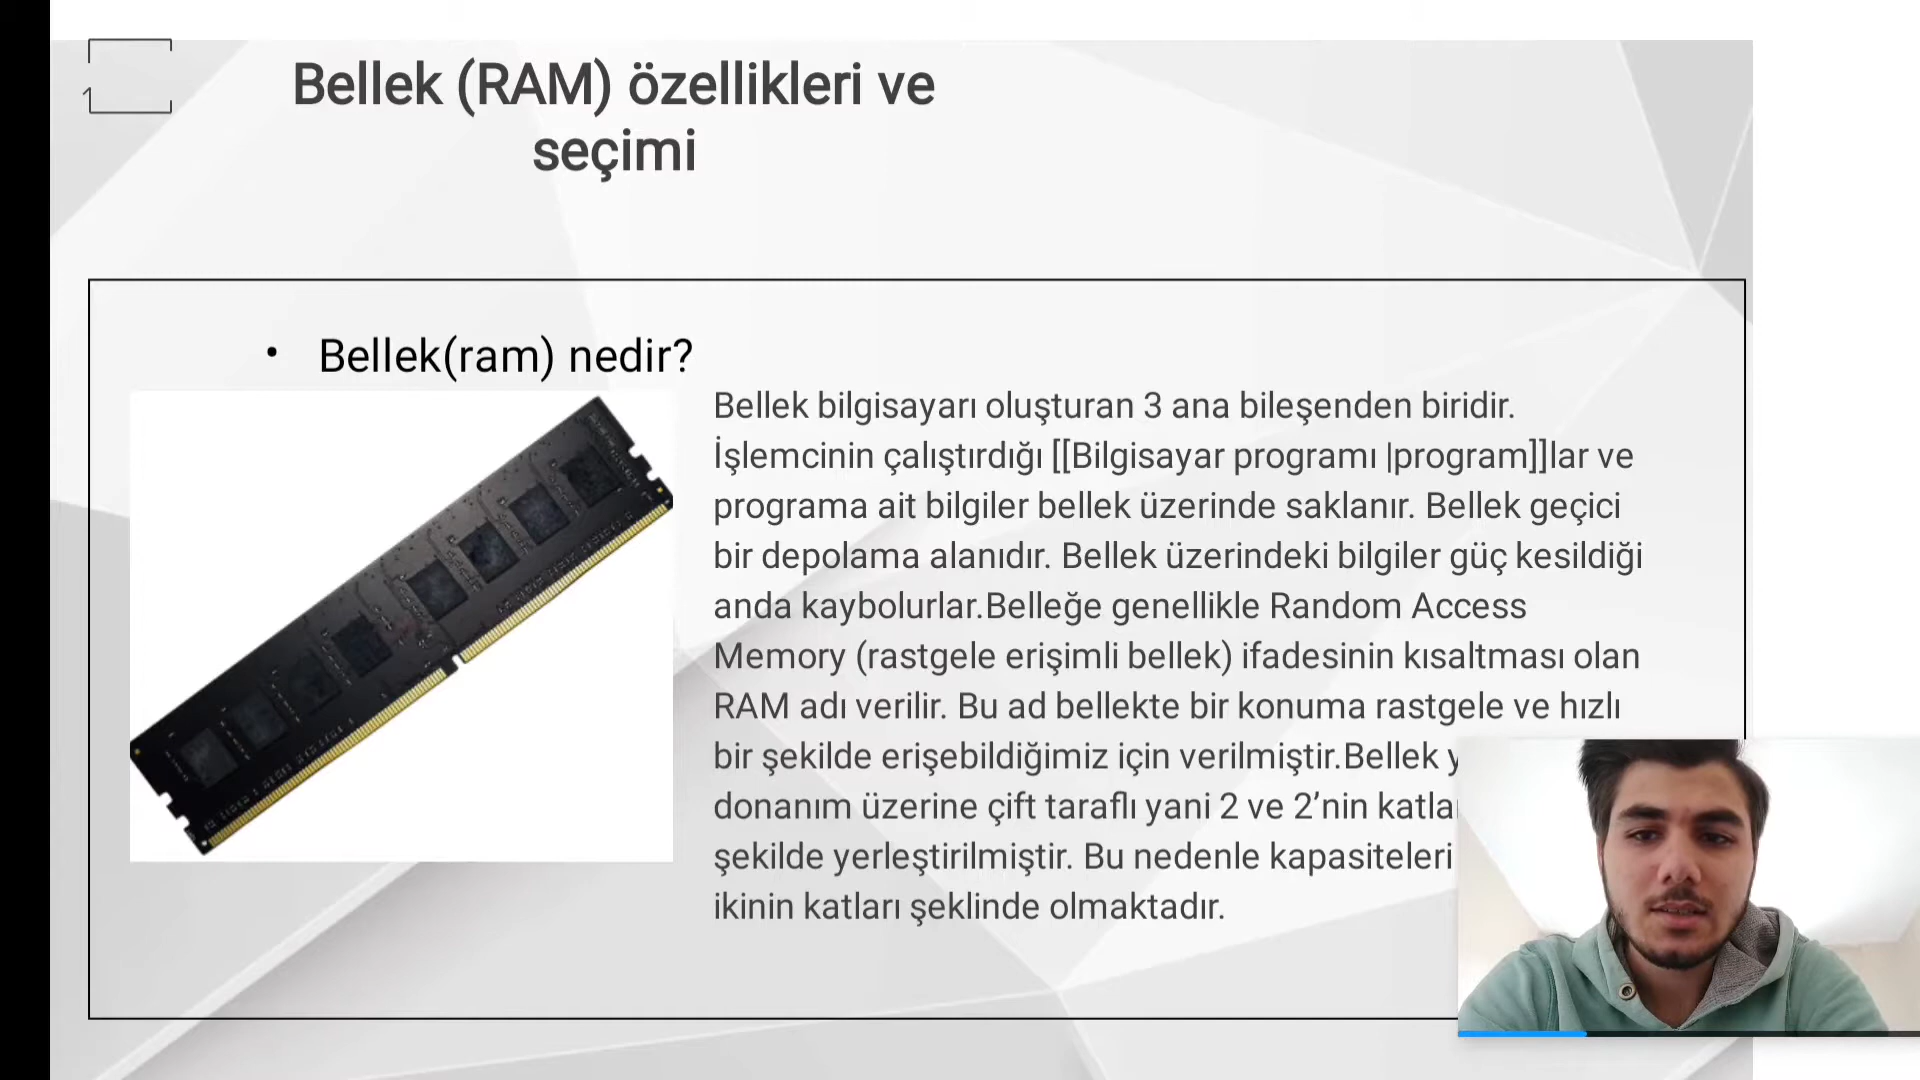 1
Bellek (RAM) özellikleri ve
seçimi
• Bellek(ram) nedir?
Bellek bilgisayarı oluşturan 3 ana bileşenden biridir.
İşlemcinin çalıştırdığı [[Bilgisayar programı |program]]lar ve
programa ait bilgiler bellek üzerinde saklanır. Bellek geçici
bir depolama alanıdır. Bellek üzerindeki bilgiler güç kesildiği
anda kaybolurlar.Belleğe genellikle Random Access
Memory (rastgele erişimli bellek) ifadesinin kısaltması olan
RAM adı verilir. Bu ad bellekte bir konuma rastgele ve hızlı
bir şekilde erişebildiğimiz için verilmiştir.Bellek
donanım üzerine çift taraflı yani 2 ve 2’nin
şekilde yerleştirilmiştir. Bu nedenle kapasiteleri
ikinin katları şeklinde olmaktadır.